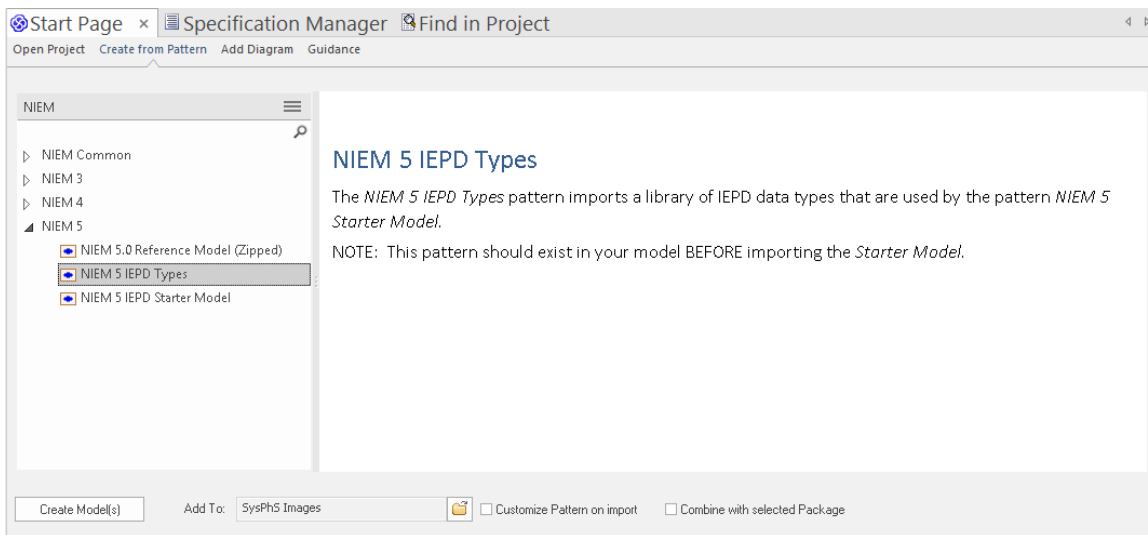 Start Page × Specification Manager Find in Project
Open Project Create from Pattern Add Diagram Guidance
NIEM
NIEM Common
NIEM 3
NIEM 4
NIEM 5
NIEM 5.0 Reference Model (Zipped)
NIEM 5 IEPD Types
NIEM 5 IEPD Starter Model
NIEM 5 IEPD Types
The NIEM 5 IEPD Types pattern imports a library of IEPD data types that are used by the pattern NIEM 5
Starter Model.
NOTE: This pattern should exist in your model BEFORE importing the Starter Model.
Create Model(s) Add To: SysPhS Images Customize Pattern on import Combine with selected Package